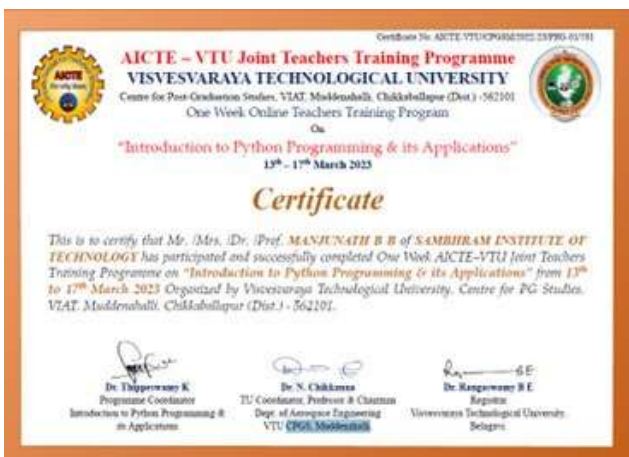 Certificate No: AICTE-VTU/CPGSM/2022-23/PRG-01/781
AICTE – VTU Joint Teachers Training Programme
VISVESVARAYA TECHNOLOGICAL UNIVERSITY
Centre for Post-Graduation Studies, VIAT, Muddenahalli, Chikkaballapur (Dist.) -562101
One Week Online Teachers Training Program
On
“Introduction to Python Programming & its Applications”
13th – 17th March 2023
Certificate
This is to certify that Mr. /Mrs. /Dr. /Prof. MANJUNATH B B of SAMBHRAM INSTITUTE OF
TECHNOLOGY has participated and successfully completed One Week AICTE–VTU Joint Teachers
Training Programme on “Introduction to Python Programming & its Applications” from 13th
to 17th March 2023 Organized by Visvesvaraya Technological University, Centre for PG Studies,
VIAT, Muddenahalli, Chikkaballapur (Dist.) - 562101.
Dr. Thippeswamy K
Programme Coordinator
Introduction to Python Programming &
its Applications
Dr. N. Chikkanna
TU Coordinator, Professor & Chairman
Dept. of Aerospace Engineering
VTU CPGS, Muddenahalli
Dr. Rangaswamy B E
Registrar
Visvesvaraya Technological University
Belagavi
AICTE